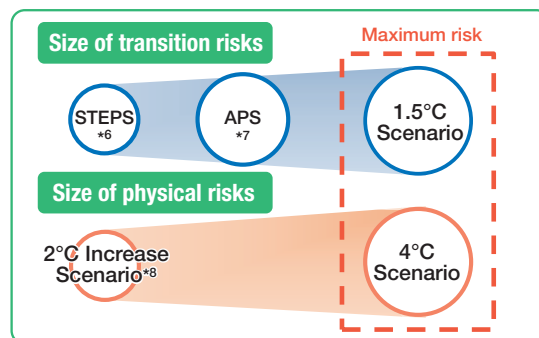 Size of transition risks
Maximum risk
STEPS
*6
APS
*7
1.5°C
Scenario
Size of physical risks
2°C Increase
Scenario*8
4°C
Scenario